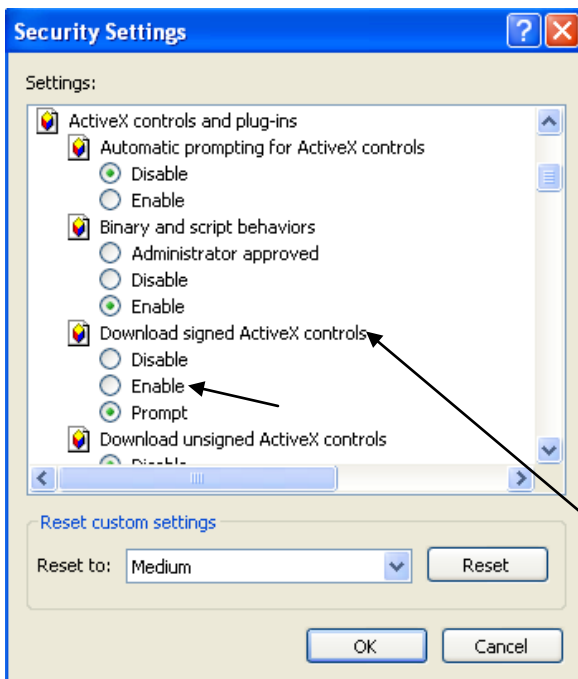 Security Settings
Settings:
ActiveX controls and plug-ins
Automatic prompting for ActiveX controls
Disable
Enable
Binary and script behaviors
Administrator approved
Disable
Enable
Download signed ActiveX controls
Disable
Enable
Prompt
Download unsigned ActiveX controls
Disable
Reset custom settings
Reset to: Medium Reset
OK Cancel